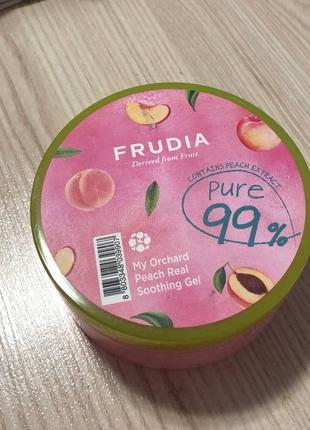 FRUDIA
Derived from Fruit
CONTAINS PEACH EXTRACT
pure
99%
My Orchard
Peach Real
Soothing Gel